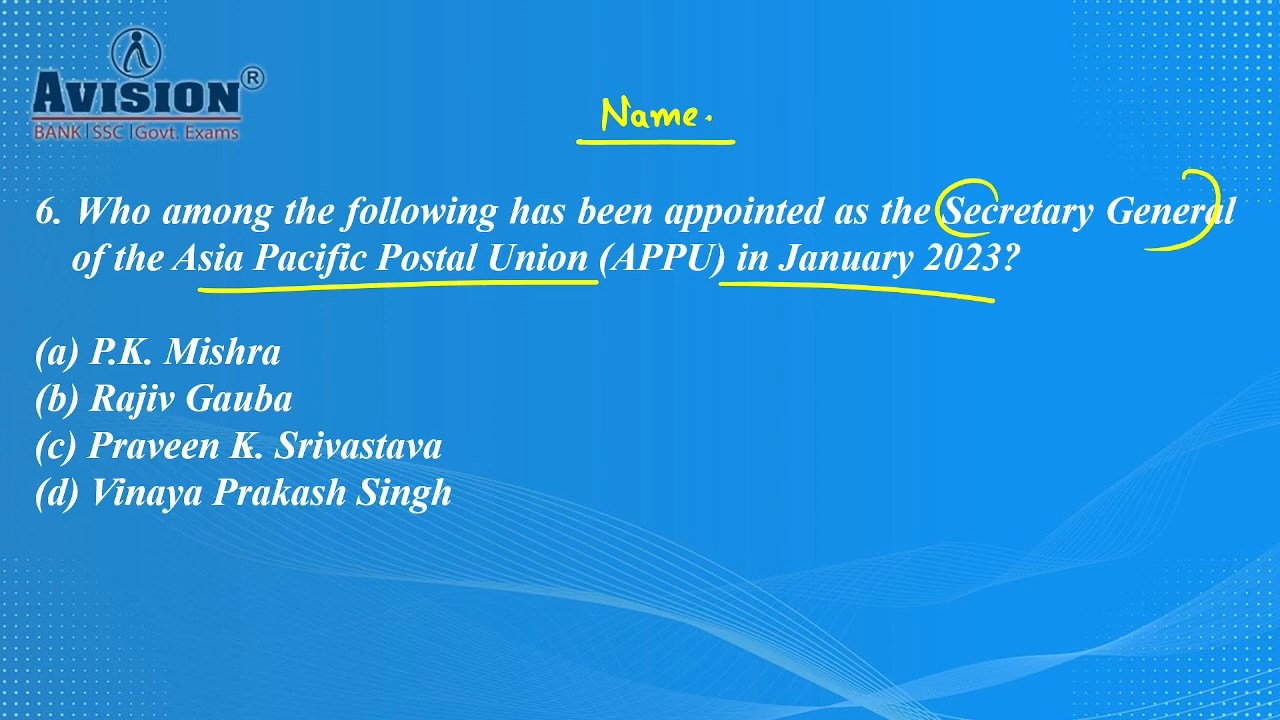 AVISION®
BANK | SSC | Govt. Exams
Name.
6. Who among the following has been appointed as the Secretary General
of the Asia Pacific Postal Union (APPU) in January 2023?
(a) P.K. Mishra
(b) Rajiv Gauba
(c) Praveen K. Srivastava
(d) Vinaya Prakash Singh